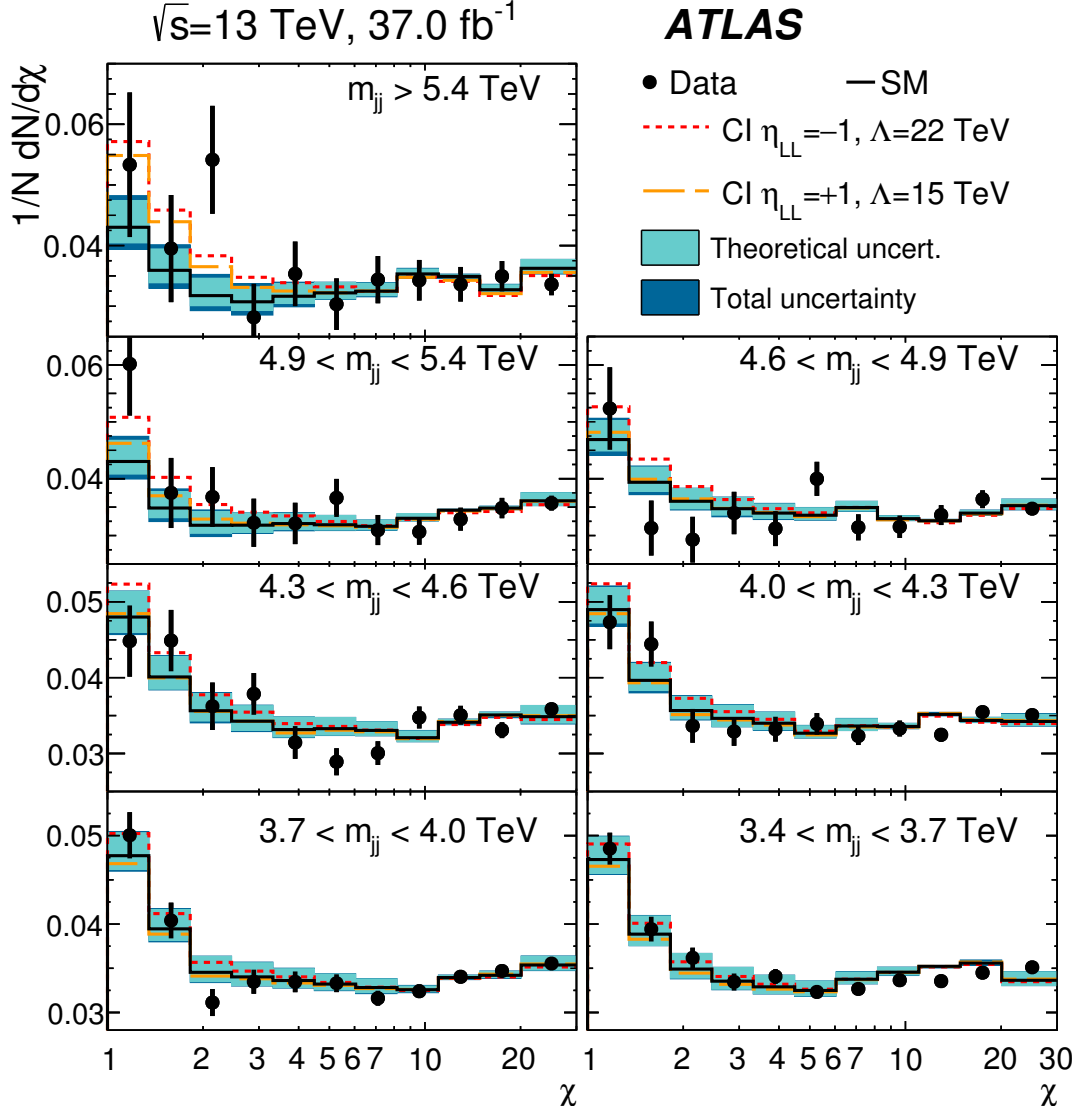 √s=13 TeV, 37.0 fb⁻¹
ATLAS
1/N dN/dχ
m_jj > 5.4 TeV
0.06
0.04
Data
SM
CI η_LL=−1, Λ=22 TeV
CI η_LL=+1, Λ=15 TeV
Theoretical uncert.
Total uncertainty
4.9 < m_jj < 5.4 TeV
0.06
0.04
4.6 < m_jj < 4.9 TeV
4.3 < m_jj < 4.6 TeV
0.05
0.04
0.03
4.0 < m_jj < 4.3 TeV
3.7 < m_jj < 4.0 TeV
0.05
0.04
0.03
3.4 < m_jj < 3.7 TeV
1 2 3 4 5 6 7 10 20
1 2 3 4 5 6 7 10 20 30
χ
χ